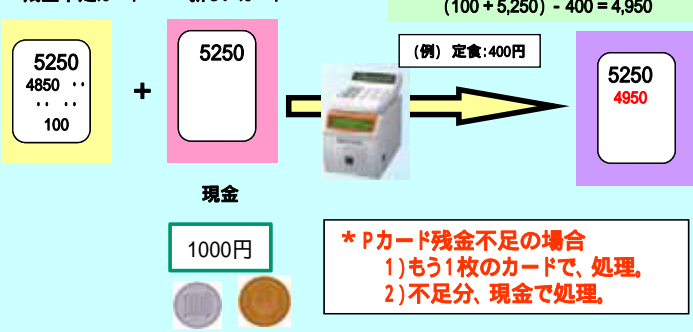 (100 + 5,250) - 400 = 4,950
5250
4850 ‥
‥ ‥
100
+
5250
(例) 定食:400円
5250
4950
現金
1000円
* Pカード残金不足の場合
1)もう1枚のカードで、処理。
2)不足分、現金で処理。